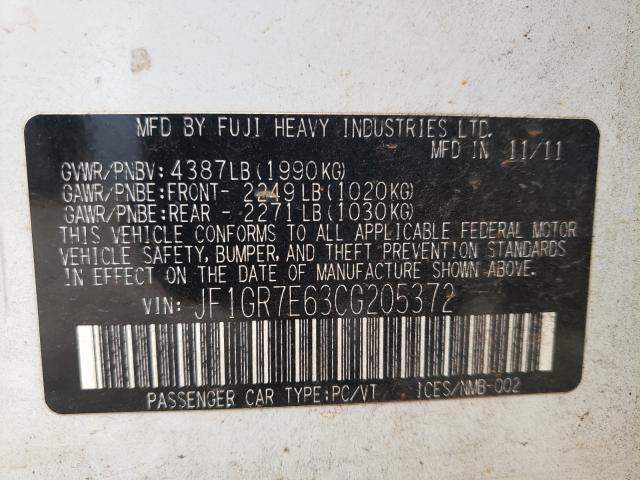 MFD BY FUJI HEAVY INDUSTRIES LTD.
MFD IN 11/11
GVWR/PNBV: 4387LB (1990KG)
GAWR/PNBE:FRONT- 2249LB (1020KG)
GAWR/PNBE:REAR - 2271LB (1030KG)
THIS VEHICLE CONFORMS TO ALL APPLICABLE FEDERAL MOTOR
VEHICLE SAFETY, BUMPER, AND THEFT PREVENTION STANDARDS
IN EFFECT ON THE DATE OF MANUFACTURE SHOWN ABOVE.
VIN: JF1GR7E63CG205372
PASSENGER CAR TYPE:PC/VT ICES/NMB-002